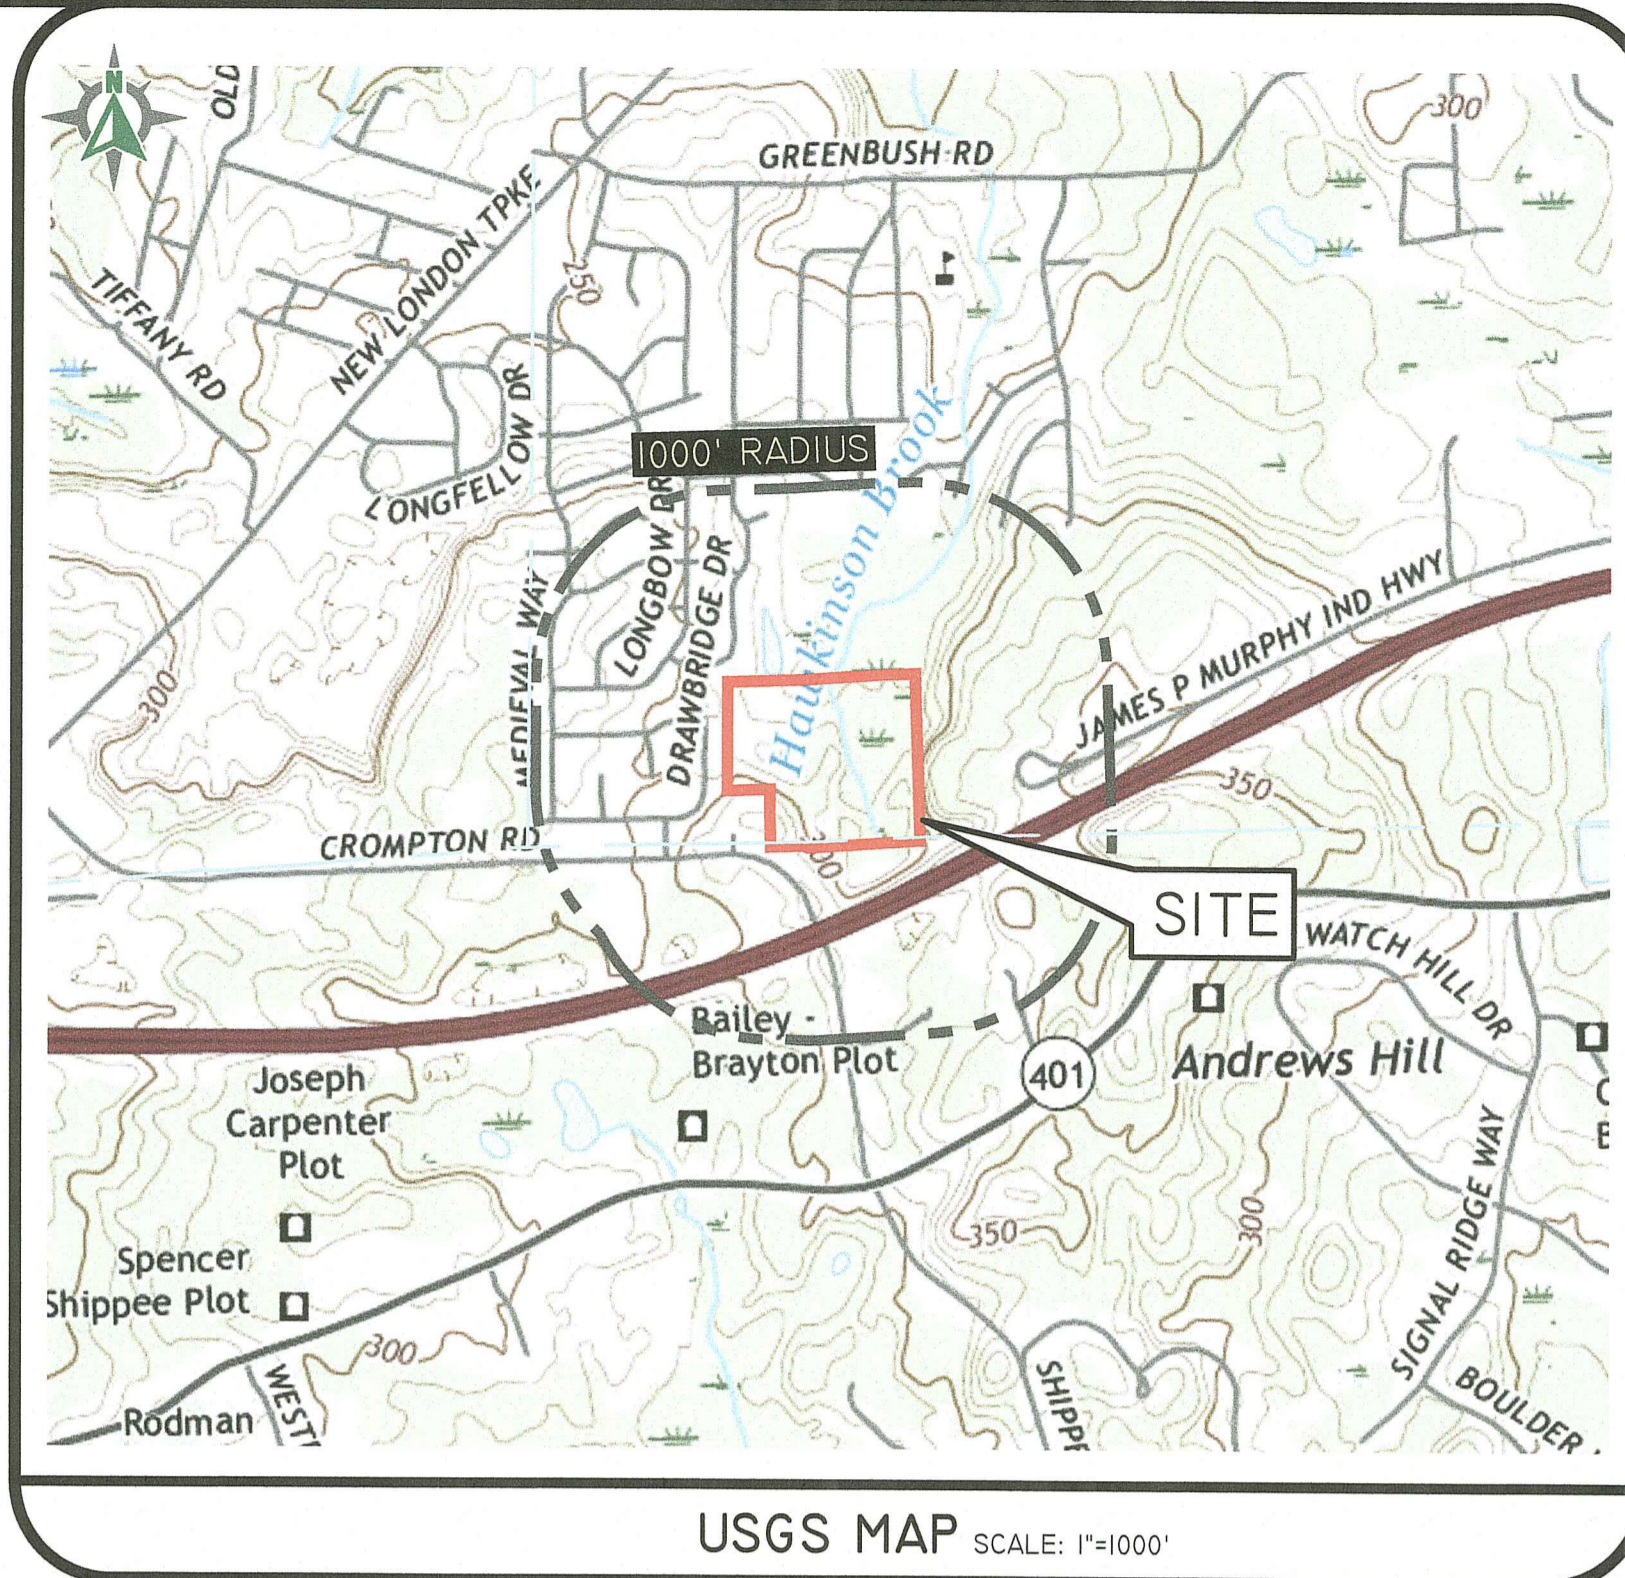 N
OLD
GREENBUSH RD
300
TIFFANY RD
NEW LONDON TPKE
250
LONGFELLOW DR
1000' RADIUS
Haukinson Brook
LONGBOW DR
DRAWBRIDGE DR
MEDIEVAL WAY
300
JAMES P MURPHY IND HWY
350
CROMPTON RD
300
SITE
WATCH HILL DR
Bailey -
Brayton Plot
401
Andrews Hill
Joseph
Carpenter
Plot
Spencer
Shippee Plot
350
300
SIGNAL RIDGE WAY
300
Rodman
WEST
SHIPP
BOULDER
USGS MAP SCALE: 1"=1000'